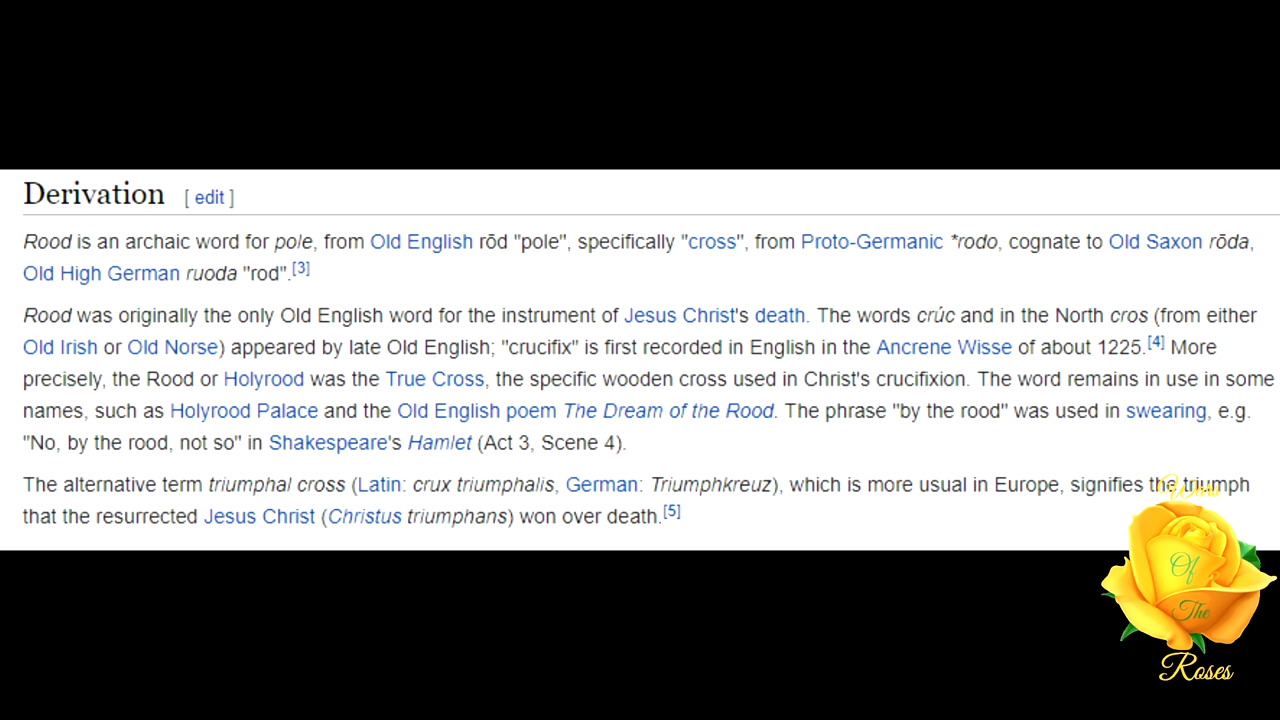 Derivation [ edit ]
Rood is an archaic word for pole, from Old English rōd "pole", specifically "cross", from Proto-Germanic *rodo, cognate to Old Saxon rōda,
Old High German ruoda "rod".[3]
Rood was originally the only Old English word for the instrument of Jesus Christ's death. The words crúc and in the North cros (from either
Old Irish or Old Norse) appeared by late Old English; "crucifix" is first recorded in English in the Ancrene Wisse of about 1225.[4] More
precisely, the Rood or Holyrood was the True Cross, the specific wooden cross used in Christ's crucifixion. The word remains in use in some
names, such as Holyrood Palace and the Old English poem The Dream of the Rood. The phrase "by the rood" was used in swearing, e.g.
"No, by the rood, not so" in Shakespeare's Hamlet (Act 3, Scene 4).
The alternative term triumphal cross (Latin: crux triumphalis, German: Triumphkreuz), which is more usual in Europe, signifies the triumph
that the resurrected Jesus Christ (Christus triumphans) won over death.[5]
Wars
Of
The
Roses